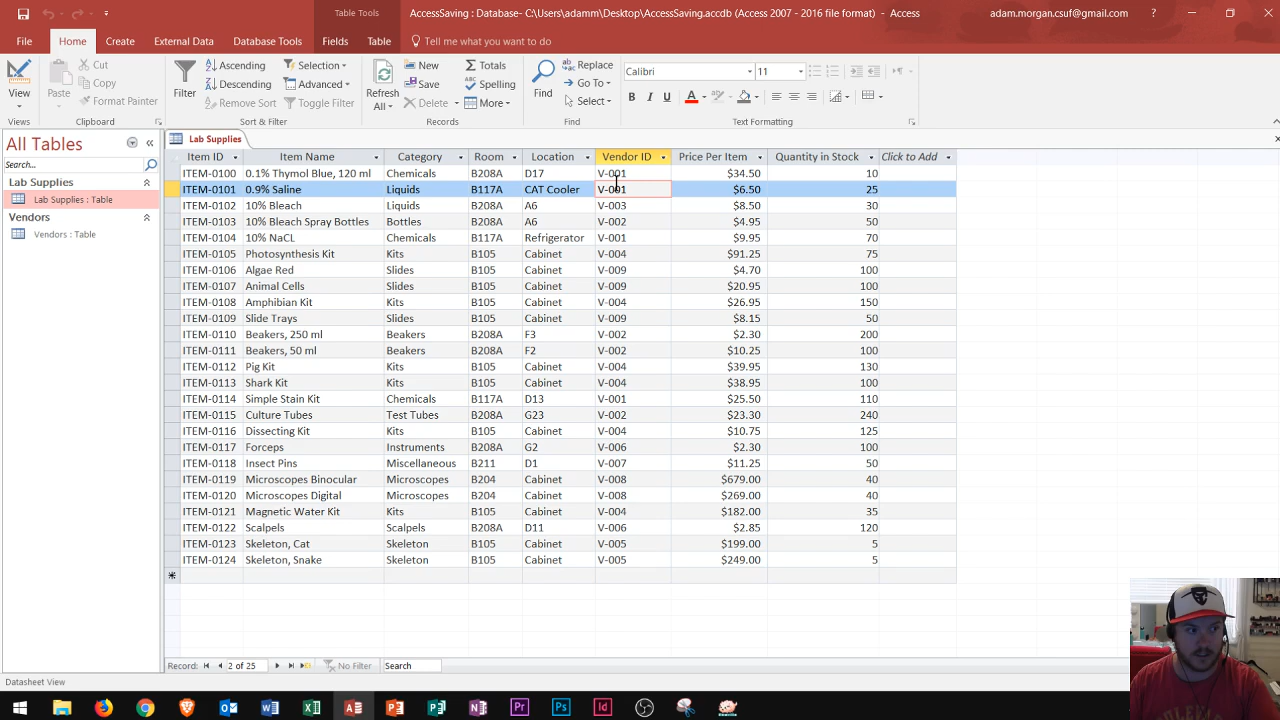 Table Tools
AccessSaving : Database- C:\Users\adamm\Desktop\AccessSaving.accdb (Access 2007 - 2016 file format) - Access
adam.morgan.csuf@gmail.com
?
File Home Create External Data Database Tools Fields Table Tell me what you want to do
View
Paste
Cut
Copy
Format Painter
Filter
Ascending
Descending
Remove Sort
Selection
Advanced
Toggle Filter
Refresh
All
New
Save
Delete
Totals
Spelling
More
Find
Replace
Go To
Select
Calibri 11
B I U A
Views Clipboard Sort & Filter Records Find Text Formatting
All Tables
Search...
Lab Supplies
Lab Supplies : Table
Vendors
Vendors : Table
Lab Supplies
Item ID Item Name Category Room Location Vendor ID Price Per Item Quantity in Stock Click to Add
ITEM-0100 0.1% Thymol Blue, 120 ml Chemicals B208A D17 V-001 $34.50 10
ITEM-0101 0.9% Saline Liquids B117A CAT Cooler V-001 $6.50 25
ITEM-0102 10% Bleach Liquids B208A A6 V-003 $8.50 30
ITEM-0103 10% Bleach Spray Bottles Bottles B208A A6 V-002 $4.95 50
ITEM-0104 10% NaCL Chemicals B117A Refrigerator V-001 $9.95 70
ITEM-0105 Photosynthesis Kit Kits B105 Cabinet V-004 $91.25 75
ITEM-0106 Algae Red Slides B105 Cabinet V-009 $4.70 100
ITEM-0107 Animal Cells Slides B105 Cabinet V-009 $20.95 100
ITEM-0108 Amphibian Kit Kits B105 Cabinet V-004 $26.95 150
ITEM-0109 Slide Trays Slides B105 Cabinet V-009 $8.15 50
ITEM-0110 Beakers, 250 ml Beakers B208A F3 V-002 $2.30 200
ITEM-0111 Beakers, 50 ml Beakers B208A F2 V-002 $10.25 100
ITEM-0112 Pig Kit Kits B105 Cabinet V-004 $39.95 130
ITEM-0113 Shark Kit Kits B105 Cabinet V-004 $38.95 100
ITEM-0114 Simple Stain Kit Chemicals B117A D13 V-001 $25.50 110
ITEM-0115 Culture Tubes Test Tubes B208A G23 V-002 $23.30 240
ITEM-0116 Dissecting Kit Kits B105 Cabinet V-004 $10.75 125
ITEM-0117 Forceps Instruments B208A G2 V-006 $2.30 100
ITEM-0118 Insect Pins Miscellaneous B211 D1 V-007 $11.25 50
ITEM-0119 Microscopes Binocular Microscopes B204 Cabinet V-008 $679.00 40
ITEM-0120 Microscopes Digital Microscopes B204 Cabinet V-008 $269.00 40
ITEM-0121 Magnetic Water Kit Kits B105 Cabinet V-004 $182.00 35
ITEM-0122 Scalpels Scalpels B208A D11 V-006 $2.85 120
ITEM-0123 Skeleton, Cat Skeleton B105 Cabinet V-005 $199.00 5
ITEM-0124 Skeleton, Snake Skeleton B105 Cabinet V-005 $249.00 5
Record: 2 of 25 No Filter Search
Datasheet View